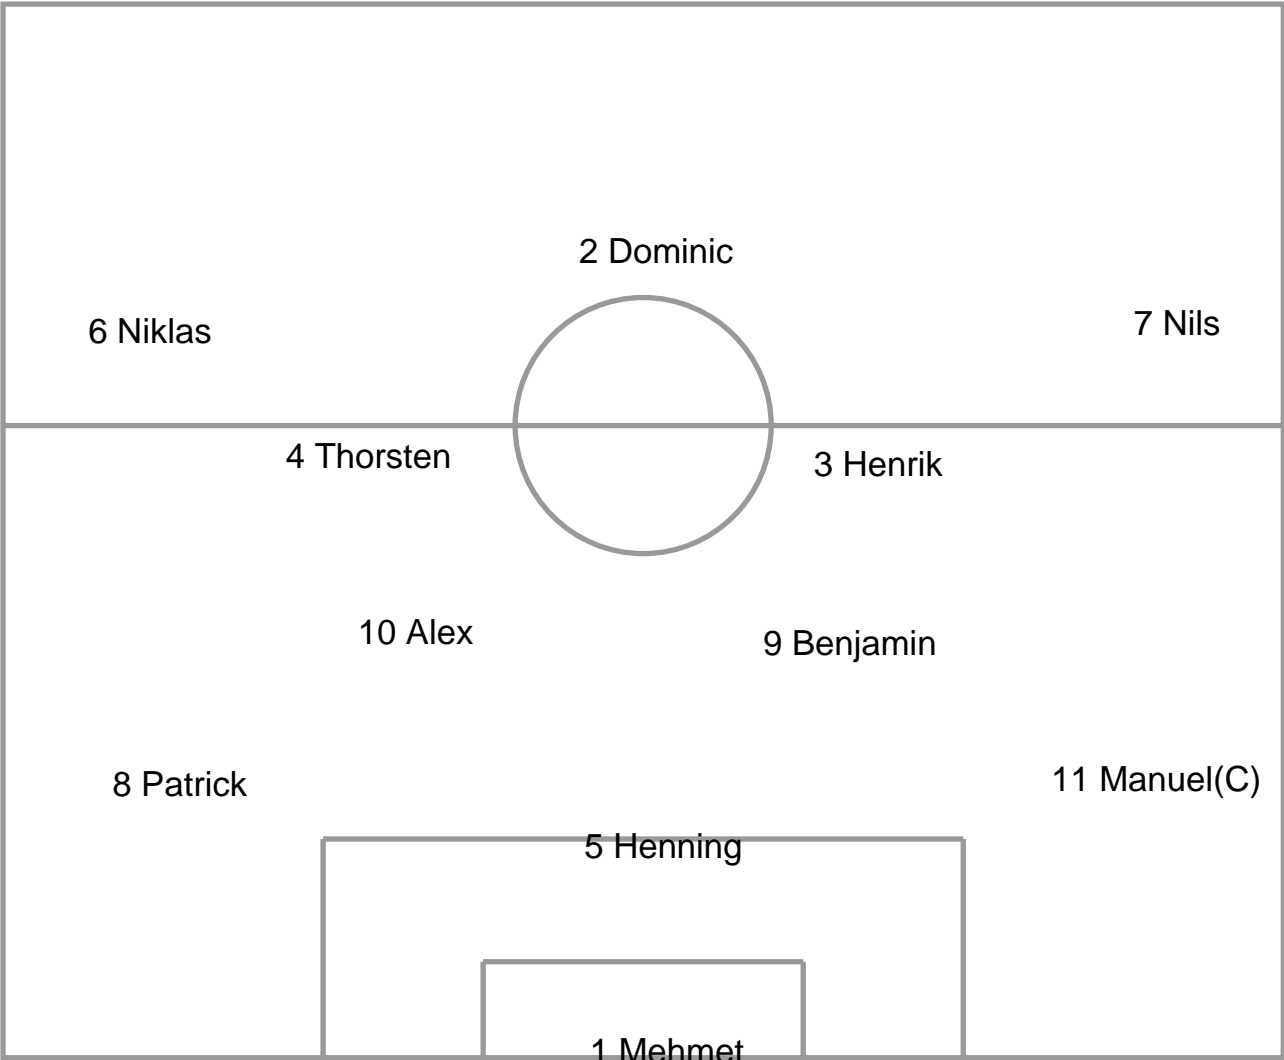 2 Dominic
6 Niklas
7 Nils
4 Thorsten
3 Henrik
10 Alex
9 Benjamin
8 Patrick
11 Manuel(C)
5 Henning
1 Mehmet